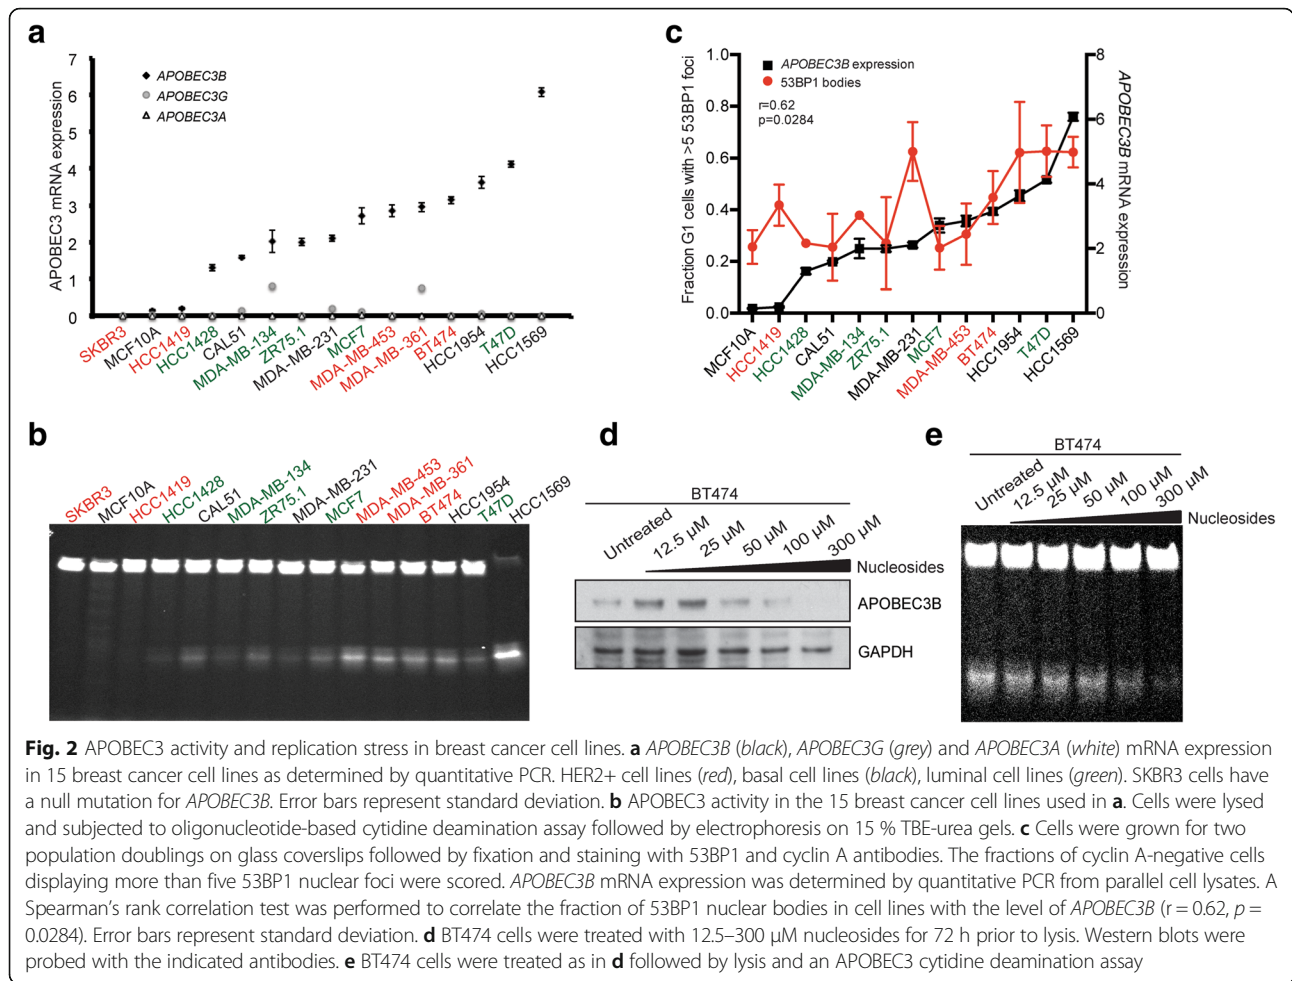 a
7
6
5
4
3
2
1
0
APOBEC3 mRNA expression
APOBEC3B
APOBEC3G
APOBEC3A
SKBR3
MCF10A
HCC1419
HCC1428
CAL51
MDA-MB-134
ZR75.1
MDA-MB-231
MCF7
MDA-MB-453
MDA-MB-361
BT474
HCC1954
T47D
HCC1569
c
1.0
0.8
0.6
0.4
0.2
0.0
Fraction G1 cells with >5 53BP1 foci
APOBEC3B expression
53BP1 bodies
r=0.62
p=0.0284
8
6
4
2
0
APOBEC3B mRNA expression
MCF10A
HCC1419
HCC1428
CAL51
MDA-MB-134
ZR75.1
MDA-MB-231
MCF7
MDA-MB-453
BT474
HCC1954
T47D
HCC1569
b
SKBR3
MCF10A
HCC1419
HCC1428
CAL51
MDA-MB-134
ZR75.1
MDA-MB-231
MCF7
MDA-MB-453
MDA-MB-361
BT474
HCC1954
T47D
HCC1569
d
BT474
Untreated
12.5 µM
25 µM
50 µM
100 µM
300 µM
Nucleosides
APOBEC3B
GAPDH
e
BT474
Untreated
12.5 µM
25 µM
50 µM
100 µM
300 µM
Nucleosides
Fig. 2 APOBEC3 activity and replication stress in breast cancer cell lines. a APOBEC3B (black), APOBEC3G (grey) and APOBEC3A (white) mRNA expression
in 15 breast cancer cell lines as determined by quantitative PCR. HER2+ cell lines (red), basal cell lines (black), luminal cell lines (green). SKBR3 cells have
a null mutation for APOBEC3B. Error bars represent standard deviation. b APOBEC3 activity in the 15 breast cancer cell lines used in a. Cells were lysed
and subjected to oligonucleotide-based cytidine deamination assay followed by electrophoresis on 15 % TBE-urea gels. c Cells were grown for two
population doublings on glass coverslips followed by fixation and staining with 53BP1 and cyclin A antibodies. The fractions of cyclin A-negative cells
displaying more than five 53BP1 nuclear foci were scored. APOBEC3B mRNA expression was determined by quantitative PCR from parallel cell lysates. A
Spearman's rank correlation test was performed to correlate the fraction of 53BP1 nuclear bodies in cell lines with the level of APOBEC3B (r = 0.62, p =
0.0284). Error bars represent standard deviation. d BT474 cells were treated with 12.5–300 µM nucleosides for 72 h prior to lysis. Western blots were
probed with the indicated antibodies. e BT474 cells were treated as in d followed by lysis and an APOBEC3 cytidine deamination assay